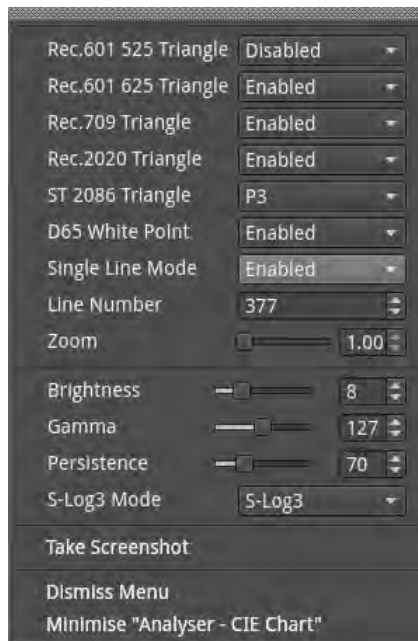 Rec.601 525 Triangle Disabled
Rec.601 625 Triangle Enabled
Rec.709 Triangle Enabled
Rec.2020 Triangle Enabled
ST 2086 Triangle P3
D65 White Point Enabled
Single Line Mode Enabled
Line Number 377
Zoom 1.00
Brightness 8
Gamma 127
Persistence 70
S-Log3 Mode S-Log3
Take Screenshot
Dismiss Menu
Minimise "Analyser - CIE Chart"